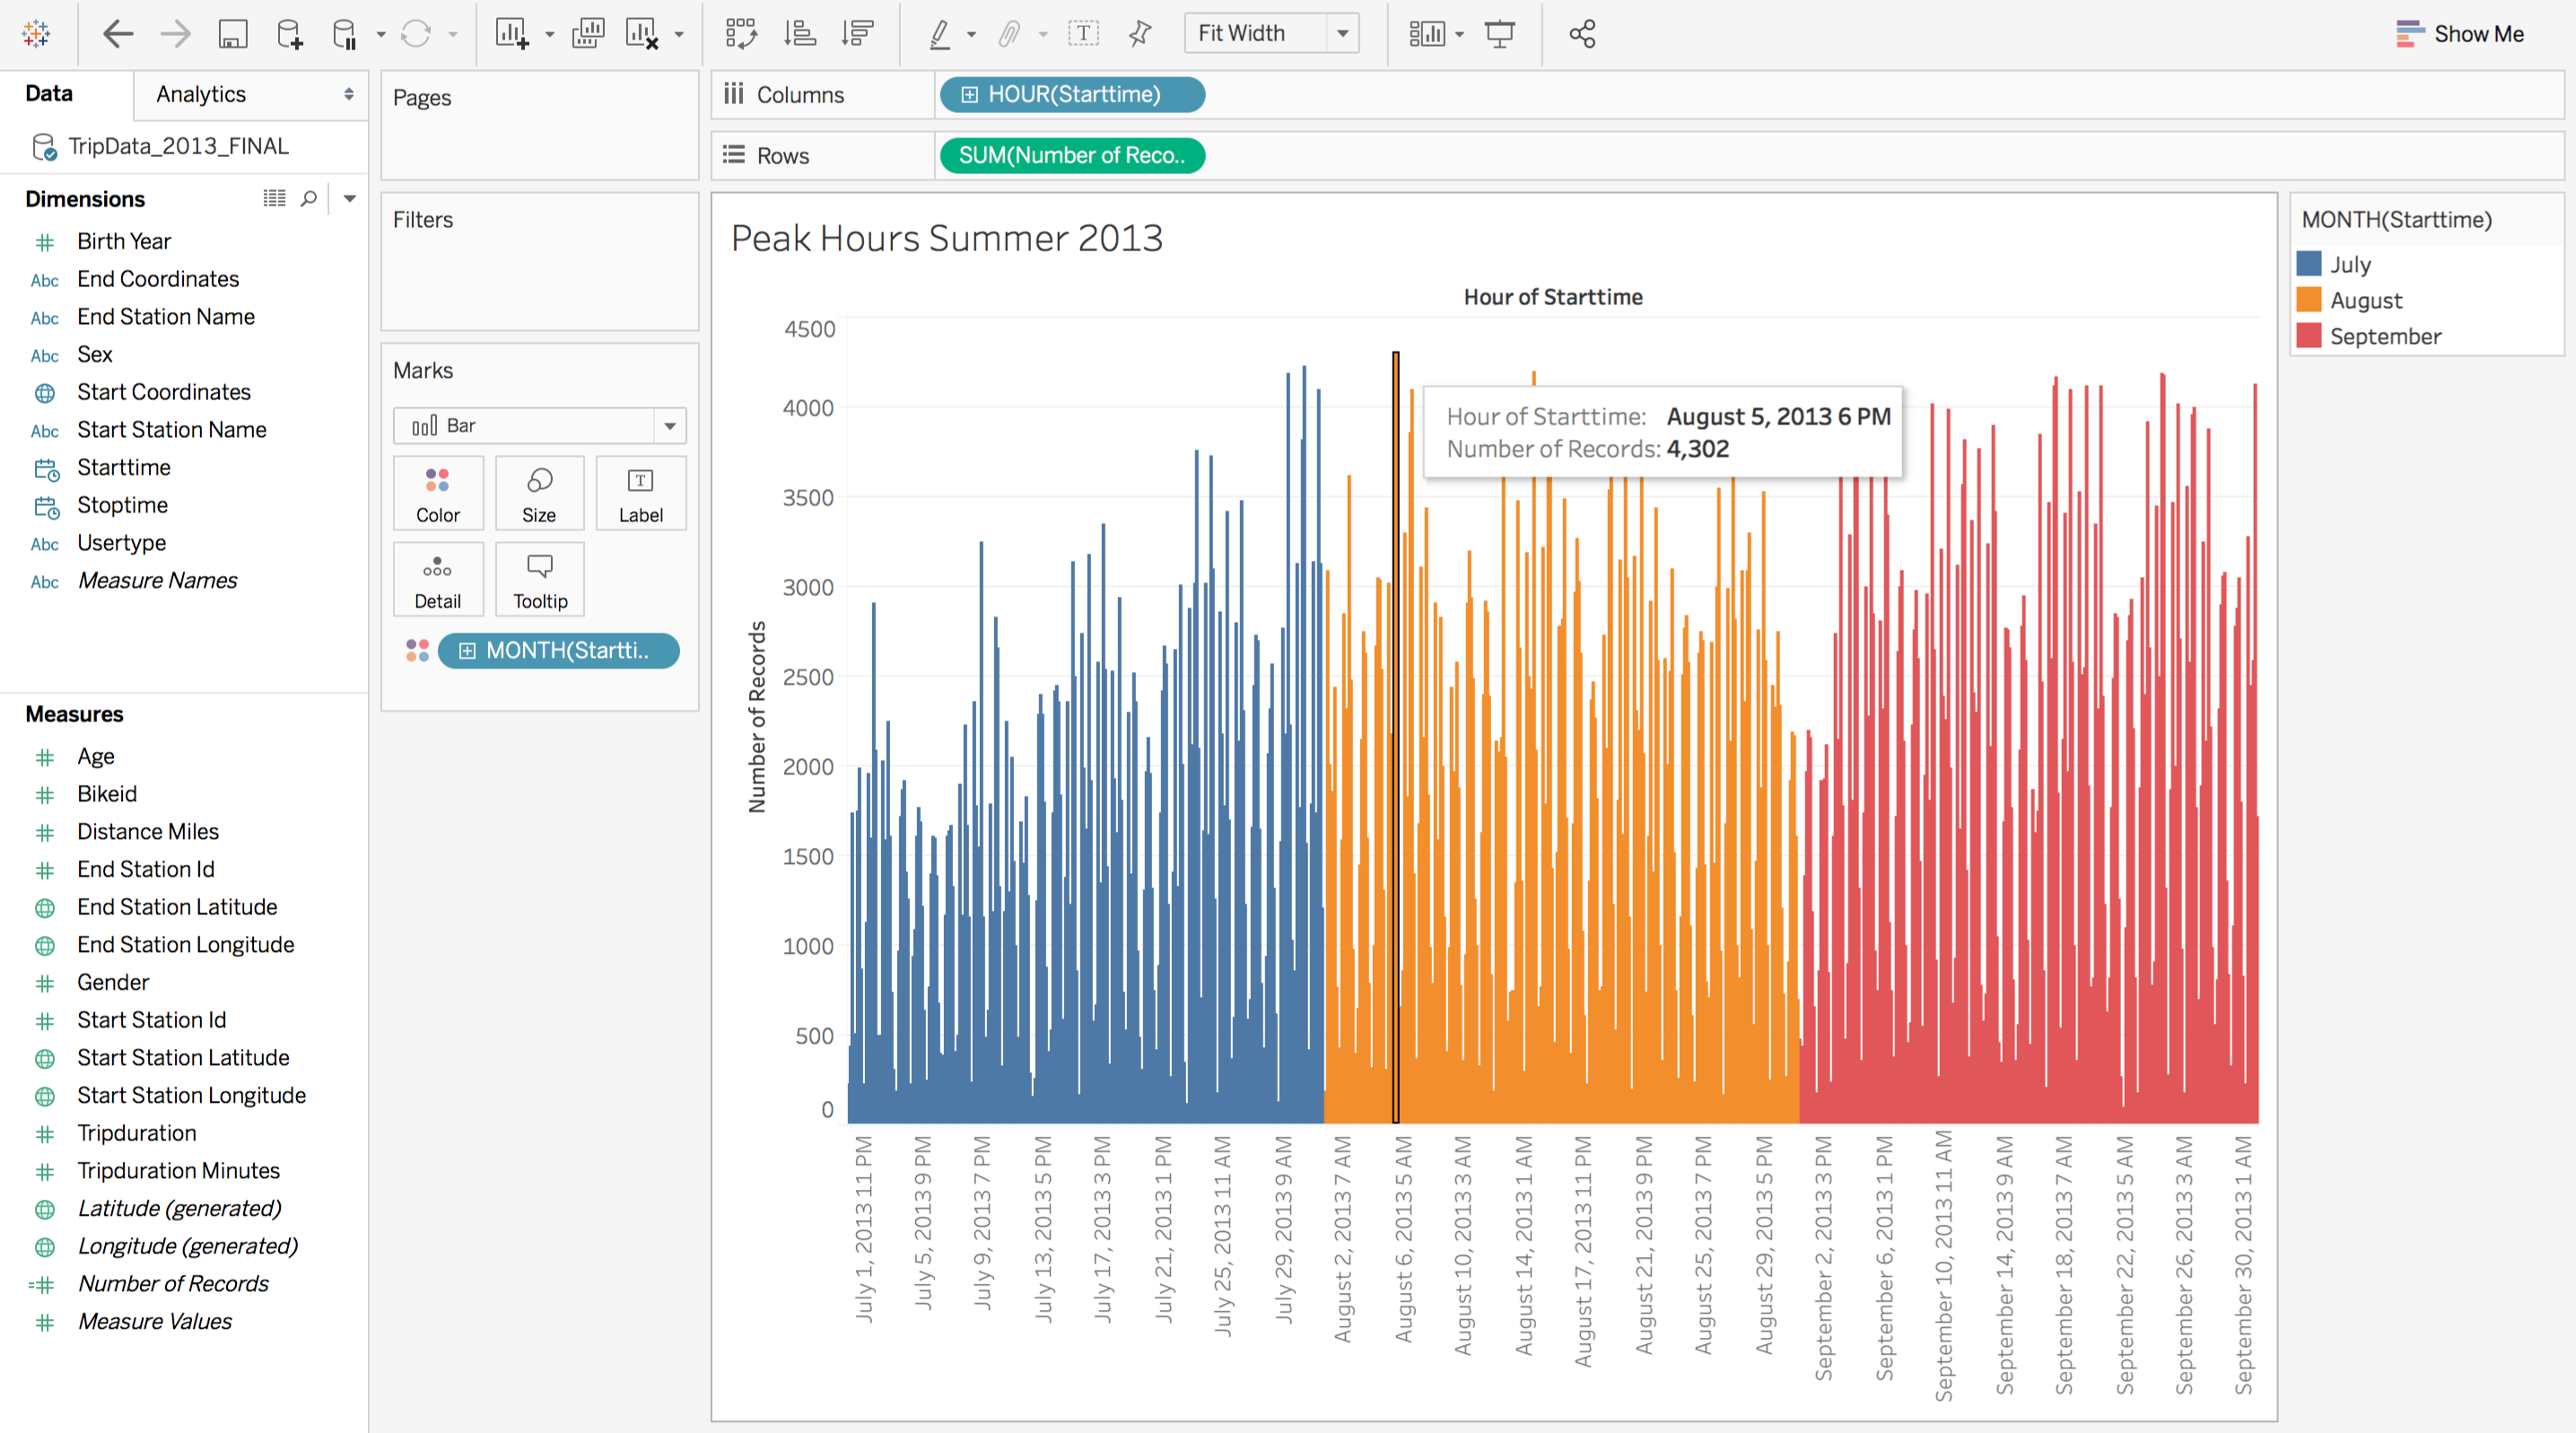 T
Fit Width
Show Me
Data
Analytics
TripData_2013_FINAL
Dimensions
Birth Year
Abc End Coordinates
Abc End Station Name
Abc Sex
Start Coordinates
Abc Start Station Name
Starttime
Stoptime
Abc Usertype
Abc Measure Names
Measures
Age
Bikeid
Distance Miles
End Station Id
End Station Latitude
End Station Longitude
Gender
Start Station Id
Start Station Latitude
Start Station Longitude
Tripduration
Tripduration Minutes
Latitude (generated)
Longitude (generated)
Number of Records
Measure Values
Pages
Filters
Marks
Bar
Color
Size
T
Label
Detail
Tooltip
MONTH(Startti..
Columns
HOUR(Starttime)
Rows
SUM(Number of Reco..
Peak Hours Summer 2013
Hour of Starttime
Number of Records
4500
4000
3500
3000
2500
2000
1500
1000
500
0
Hour of Starttime: August 5, 2013 6 PM
Number of Records: 4,302
July 1, 2013 11 PM
July 5, 2013 9 PM
July 9, 2013 7 PM
July 13, 2013 5 PM
July 17, 2013 3 PM
July 21, 2013 1 PM
July 25, 2013 11 AM
July 29, 2013 9 AM
August 2, 2013 7 AM
August 6, 2013 5 AM
August 10, 2013 3 AM
August 14, 2013 1 AM
August 17, 2013 11 PM
August 21, 2013 9 PM
August 25, 2013 7 PM
August 29, 2013 5 PM
September 2, 2013 3 PM
September 6, 2013 1 PM
September 10, 2013 11 AM
September 14, 2013 9 AM
September 18, 2013 7 AM
September 22, 2013 5 AM
September 26, 2013 3 AM
September 30, 2013 1 AM
MONTH(Starttime)
July
August
September